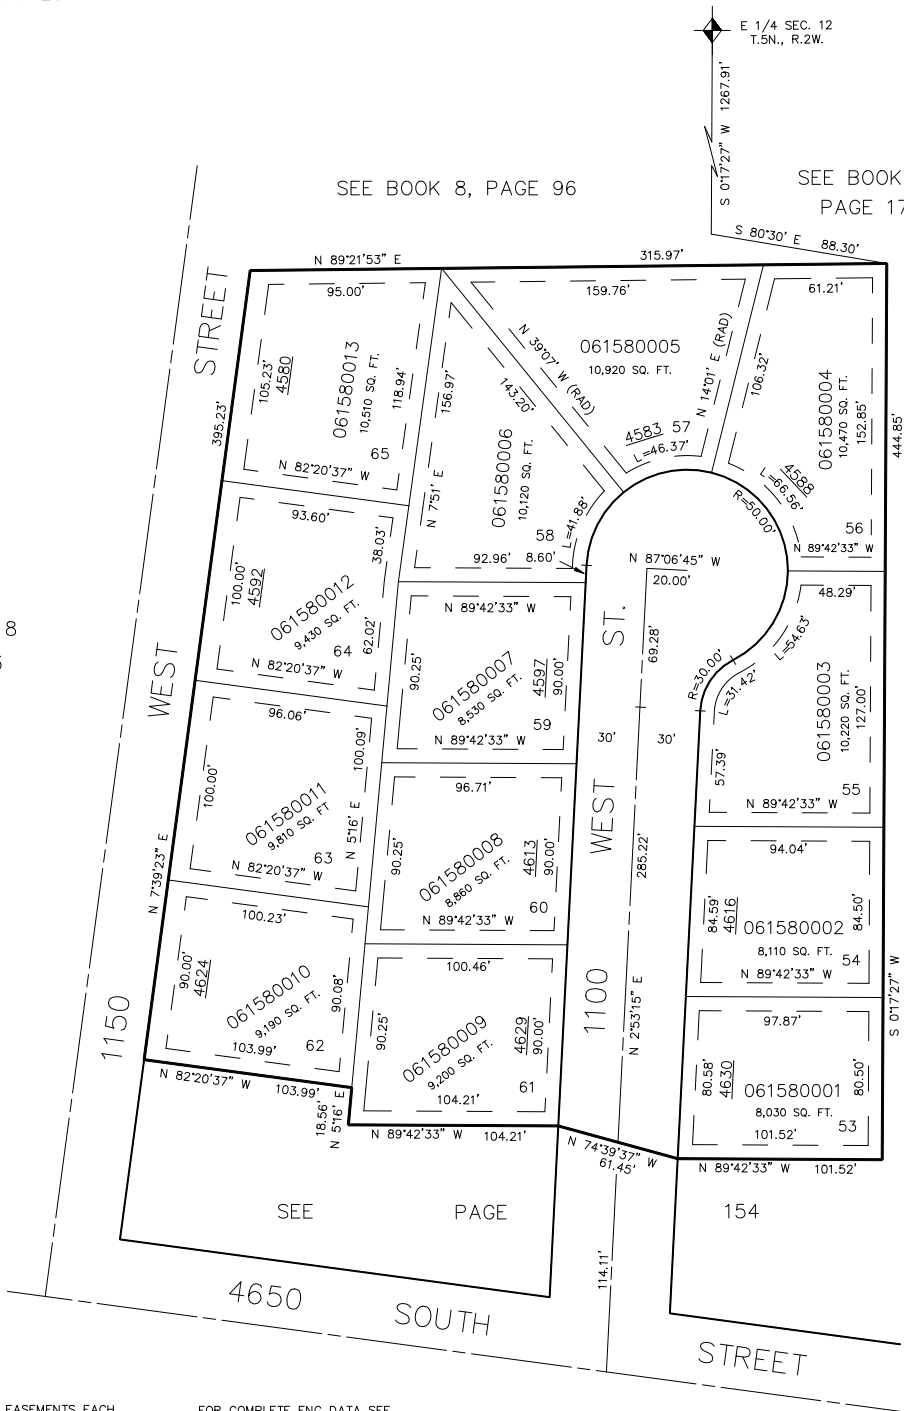 E 1/4 SEC. 12
T.5N., R.2W.
S 0°17'27" W 1267.91'
SEE BOOK 8, PAGE 96
SEE BOOK
PAGE 17
S 80°30' E 88.30'
N 89°21'53" E
315.97'
STREET
95.00'
105.23'
4580
061580013
10,510 SQ. FT.
118.94'
65
N 82°20'37" W
395.23'
159.76'
N 39°07' W (RAD)
061580005
10,920 SQ. FT.
N 14°01' E (RAD)
4583 57
L=46.37'
61.21'
106.32'
061580004
10,470 SQ. FT.
152.85'
444.85'
4588
L=66.56'
56
R=50.00'
N 89°42'33" W
156.97'
143.20'
N 7°51' E
061580006
10,120 SQ. FT.
58
L=41.88'
92.96'
8.60'
N 87°06'45" W
20.00'
93.60'
38.03'
100.00'
4592
061580012
9,430 SQ. FT.
64
62.02'
N 82°20'37" W
8
WEST
N 89°42'33" W
90.25'
061580007
8,530 SQ. FT.
4597
90.00'
59
N 89°42'33" W
ST.
69.28'
48.29'
L=54.63'
R=30.00'
L=31.42'
061580003
10,220 SQ. FT.
127.00'
57.39'
55
N 89°42'33" W
30'
30'
96.06'
100.00'
100.09'
061580011
9,810 SQ. FT
63
N 5°16' E
N 82°20'37" W
N 7°39'23" E
96.71'
90.25'
061580008
8,860 SQ. FT.
4613
90.00'
60
N 89°42'33" W
WEST
285.22'
94.04'
84.59'
4616
061580002
8,110 SQ. FT.
84.50'
54
N 89°42'33" W
100.23'
90.00'
4624
061580010
9,190 SQ. FT.
90.08'
103.99'
62
1150
100.46'
90.25'
061580009
9,200 SQ. FT.
4629
90.00'
61
104.21'
1100
N 2°53'15" E
S 0°17'27" W
97.87'
80.58'
4630
061580001
8,030 SQ. FT.
80.50'
53
101.52'
N 82°20'37" W
103.99'
18.56'
N 5°16' E
N 89°42'33" W 104.21'
N 74°39'37" W
61.45'
N 89°42'33" W 101.52'
SEE PAGE 154
114.11'
4650 SOUTH STREET
EASEMENTS EACH
FOR COMPLETE ENG DATA SEE